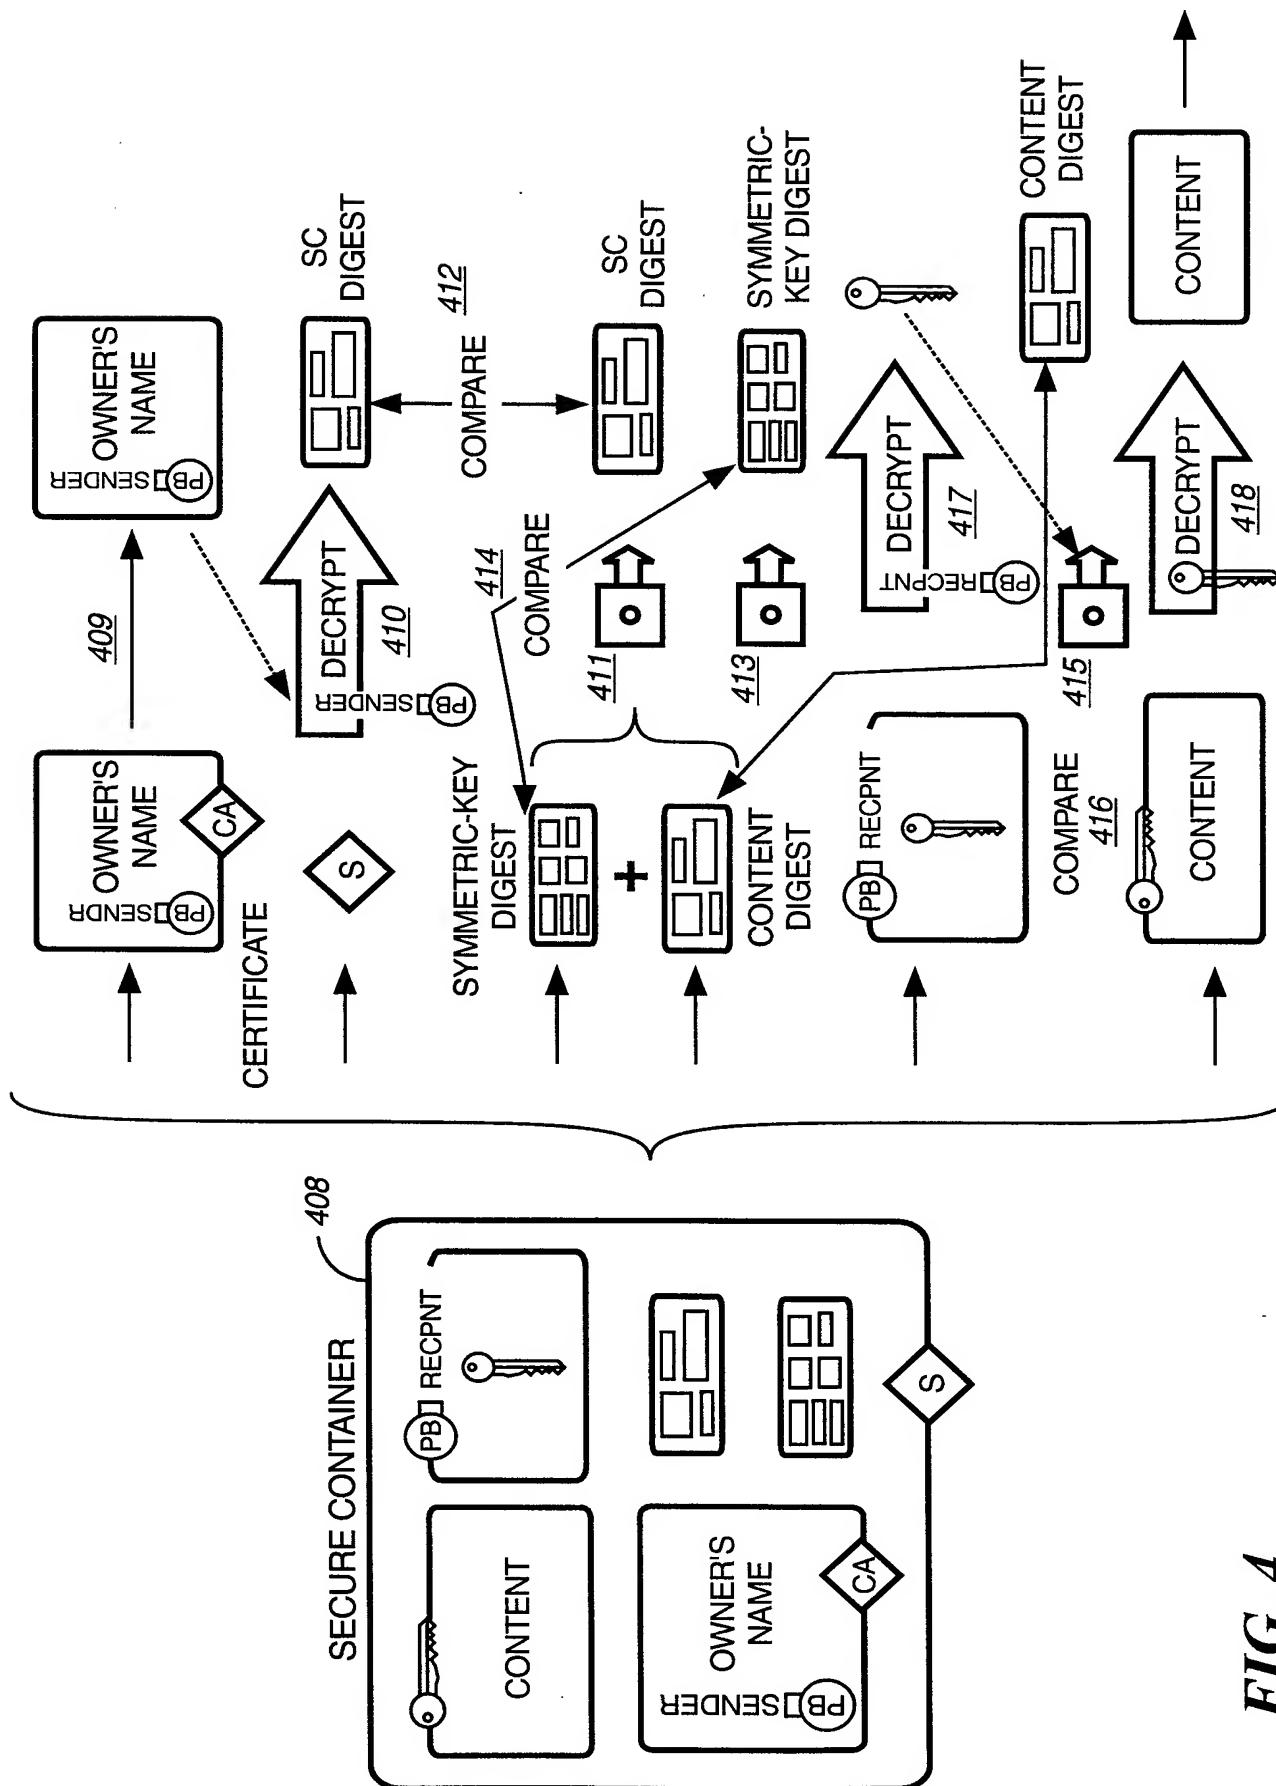 SECURE CONTAINER
408
CONTENT
PB RECPNT
PB SENDER
OWNER'S
NAME
CA
S
PB SENDR
OWNER'S
NAME
CA
CERTIFICATE
409
PB SENDER
OWNER'S
NAME
S
PB SENDER
DECRYPT
410
SC
DIGEST
COMPARE
412
SYMMETRIC-KEY
DIGEST
+
CONTENT
DIGEST
414
COMPARE
411
SC
DIGEST
413
SYMMETRIC-
KEY DIGEST
PB RECPNT
PB RECPNT
DECRYPT
417
COMPARE
416
415
CONTENT
DIGEST
CONTENT
DECRYPT
418
CONTENT
FIG. 4